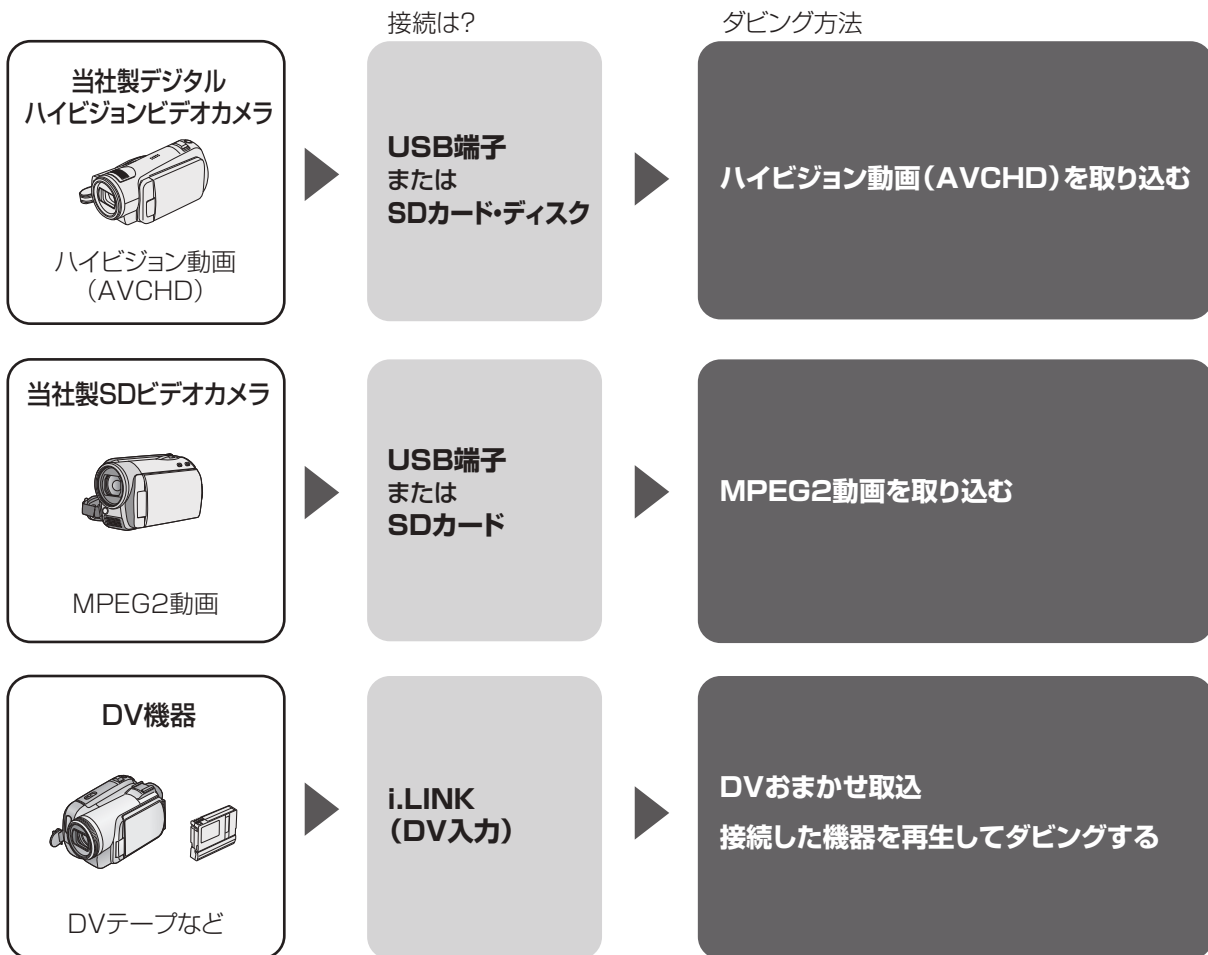 接続は?
ダビング方法
当社製デジタル
ハイビジョンビデオカメラ
ハイビジョン動画
（AVCHD）
USB端子
または
SDカード・ディスク
ハイビジョン動画（AVCHD）を取り込む
当社製SDビデオカメラ
MPEG2動画
USB端子
または
SDカード
MPEG2動画を取り込む
DV機器
DVテープなど
i.LINK
（DV入力）
DVおまかせ取込
接続した機器を再生してダビングする